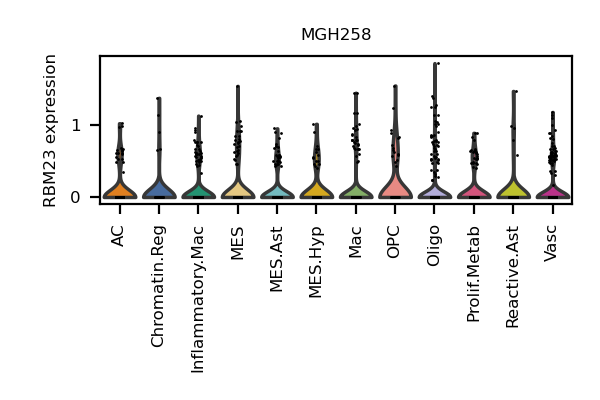 MGH258
RBM23 expression
1
0
AC
Chromatin.Reg
Inflammatory.Mac
MES
MES.Ast
MES.Hyp
Mac
OPC
Oligo
Prolif.Metab
Reactive.Ast
Vasc